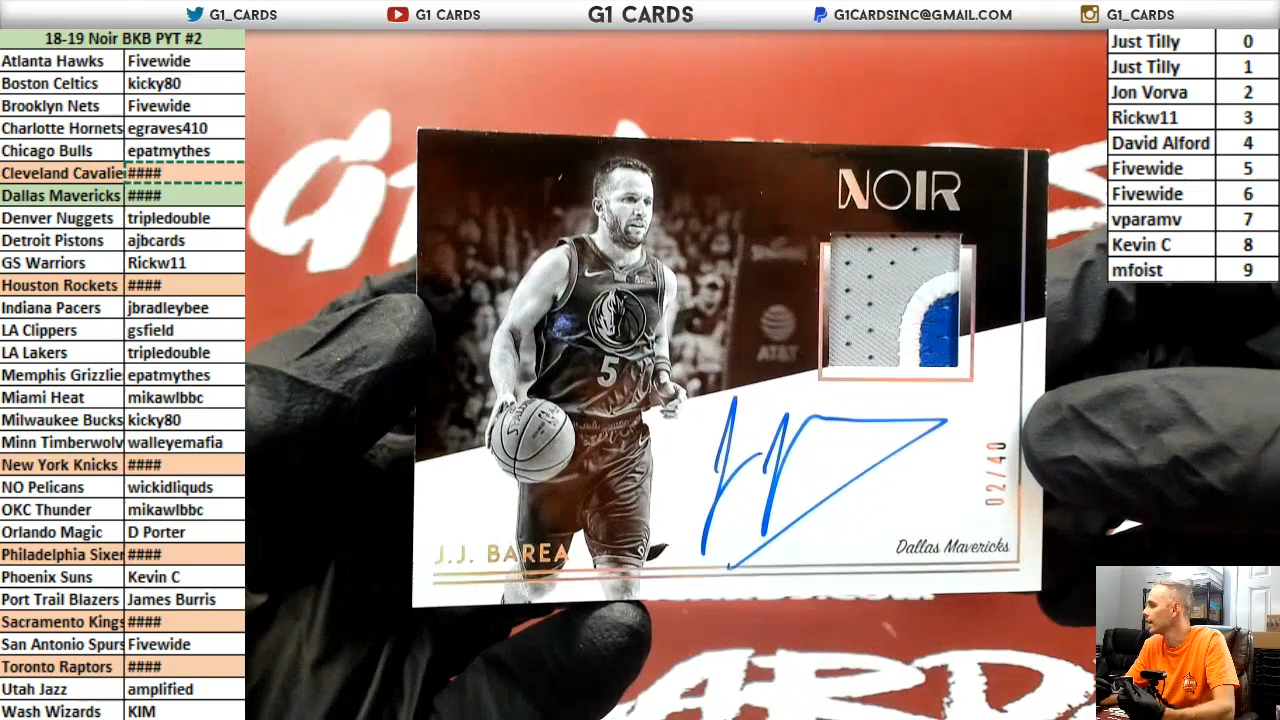 G1_CARDS
G1 CARDS
G1 CARDS
G1CARDSINC@GMAIL.COM
G1_CARDS
18-19 Noir BKB PYT #2
Atlanta Hawks Fivewide
Boston Celtics kicky80
Brooklyn Nets Fivewide
Charlotte Hornets egraves410
Chicago Bulls epatmythes
Cleveland Cavalie ####
Dallas Mavericks ####
Denver Nuggets tripledouble
Detroit Pistons ajbcards
GS Warriors Rickw11
Houston Rockets ####
Indiana Pacers jbradleybee
LA Clippers gsfield
LA Lakers tripledouble
Memphis Grizzlie epatmythes
Miami Heat mikawlbbc
Milwaukee Bucks kicky80
Minn Timberwolv walleyemafia
New York Knicks ####
NO Pelicans wickidliquds
OKC Thunder mikawlbbc
Orlando Magic D Porter
Philadelphia Sixer ####
Phoenix Suns Kevin C
Port Trail Blazers James Burris
Sacramento Kings ####
San Antonio Spurs Fivewide
Toronto Raptors ####
Utah Jazz amplified
Wash Wizards KIM
NOIR
AT&T
5
SPALDING
J.J. BAREA
02/40
Dallas Mavericks
Just Tilly 0
Just Tilly 1
Jon Vorva 2
Rickw11 3
David Alford 4
Fivewide 5
Fivewide 6
vparamv 7
Kevin C 8
mfoist 9